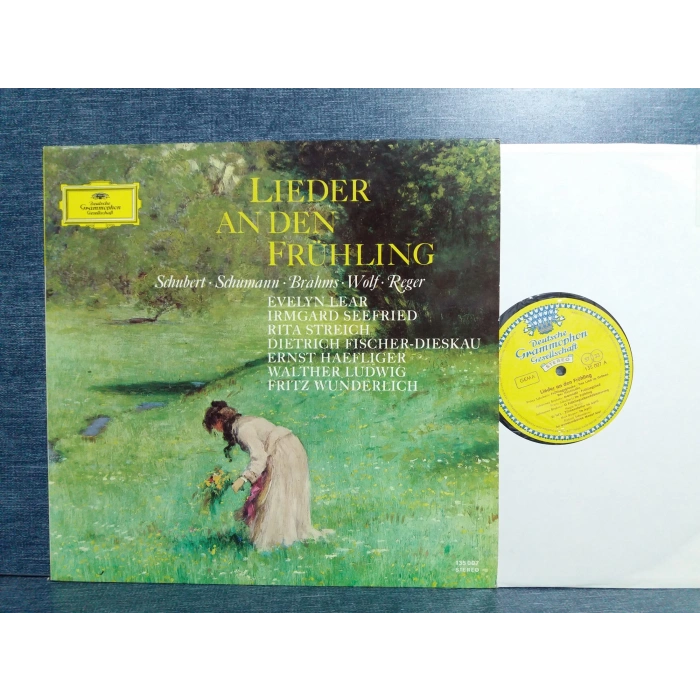 Deutsche
Grammophon
Gesellschaft
LIEDER
AN DEN
FRÜHLING
Schubert · Schumann · Brahms · Wolf · Reger
EVELYN LEAR
IRMGARD SEEFRIED
RITA STREICH
DIETRICH FISCHER-DIESKAU
ERNST HAEFLIGER
WALTHER LUDWIG
FRITZ WUNDERLICH
STEREO
Deutsche
Grammophon
Gesellschaft
STEREO
Lieder an den Frühling